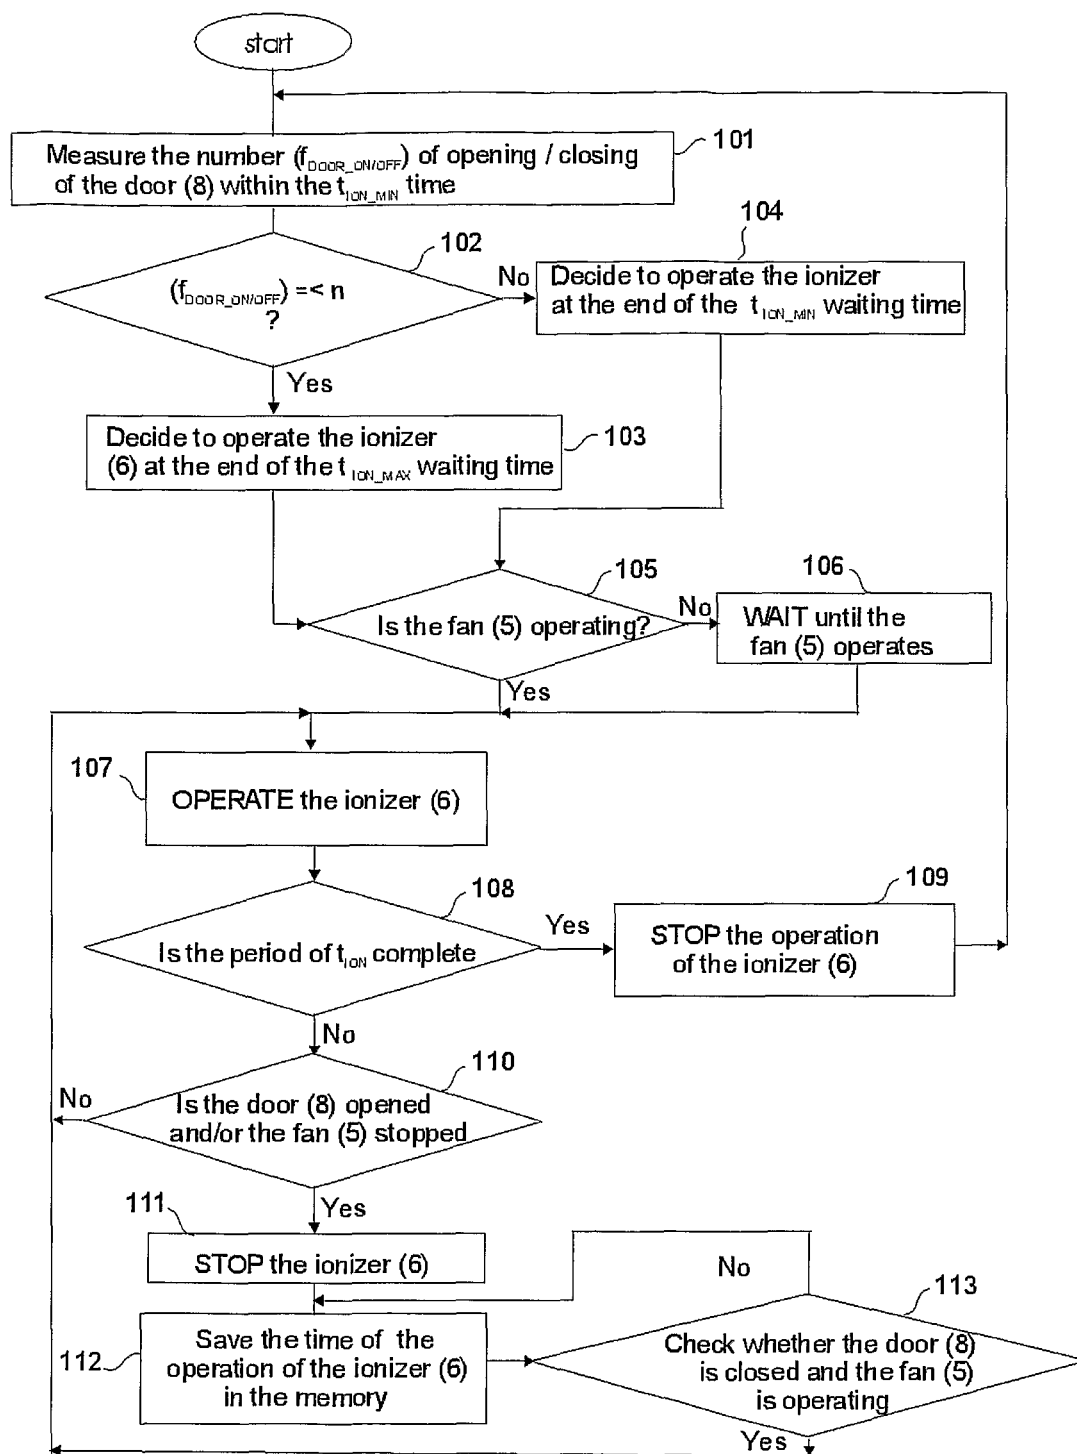 start
101
Measure the number (fDOOR_ON/OFF) of opening / closing
of the door (8) within the tION_MIN time
102
(fDOOR_ON/OFF) =< n
?
No
104
Decide to operate the ionizer
at the end of the tION_MIN waiting time
Yes
103
Decide to operate the ionizer
(6) at the end of the tION_MAX waiting time
105
Is the fan (5) operating?
No
106
WAIT until the
fan (5) operates
Yes
107
OPERATE the ionizer (6)
108
Is the period of tION complete
Yes
109
STOP the operation
of the ionizer (6)
No
110
Is the door (8) opened
and/or the fan (5) stopped
No
Yes
111
STOP the ionizer (6)
No
112
Save the time of the
operation of the ionizer (6)
in the memory
113
Check whether the door (8)
is closed and the fan (5)
is operating
Yes